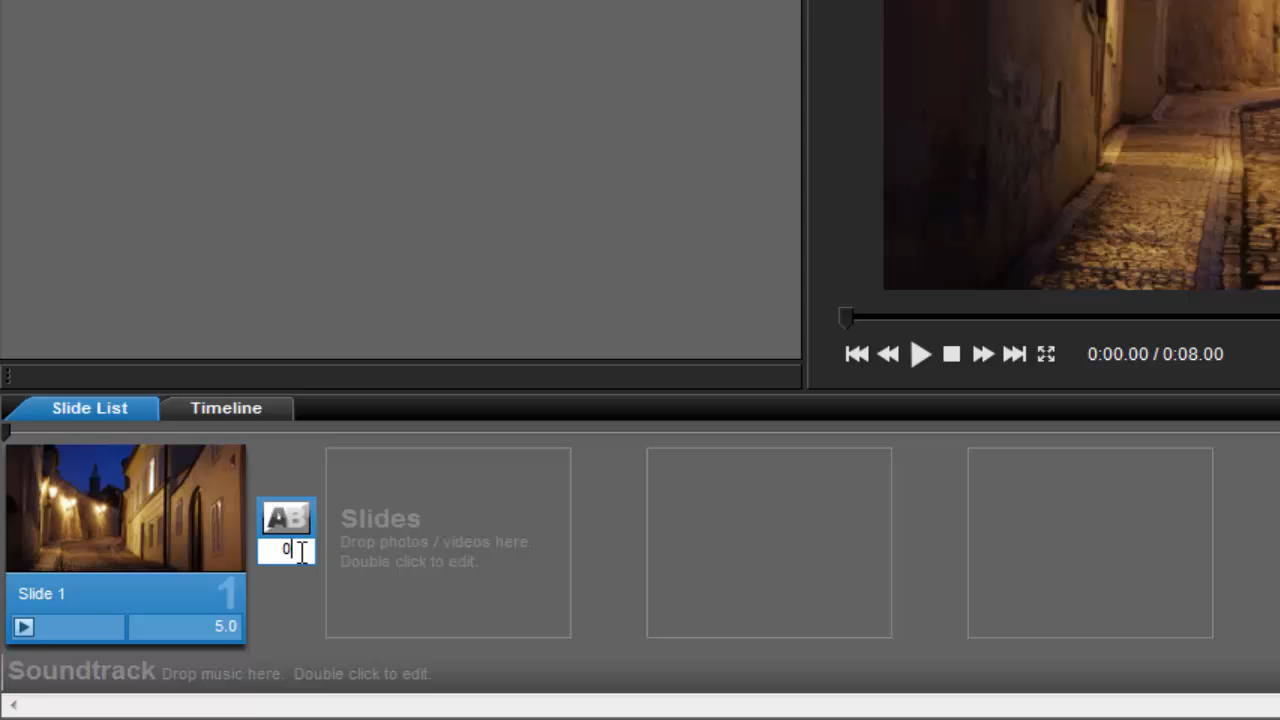 0:00.00 / 0:08.00
Slide List
Timeline
AB
0
Slides
Drop photos / videos here.
Double click to edit.
Slide 1
1
5.0
Soundtrack Drop music here. Double click to edit.